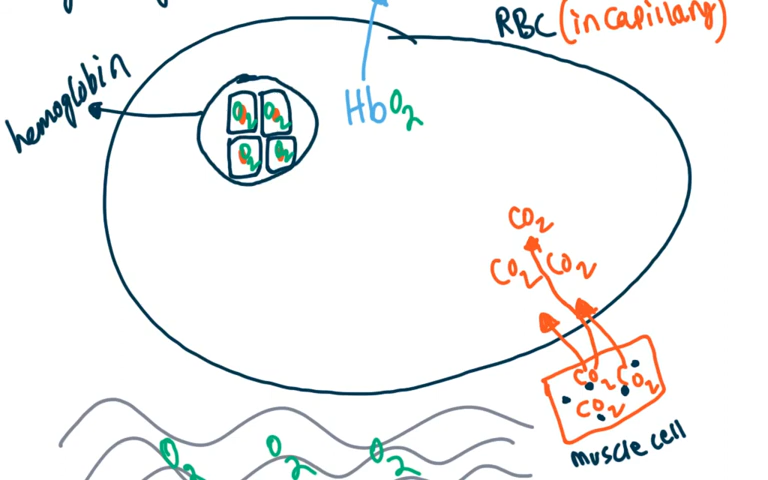 RBC (in capillary)
hemoglobin
HbO2
O2 O2
O2 O2
CO2
CO2 CO2
CO2 CO2
CO2
muscle cell
O2 O2 O2